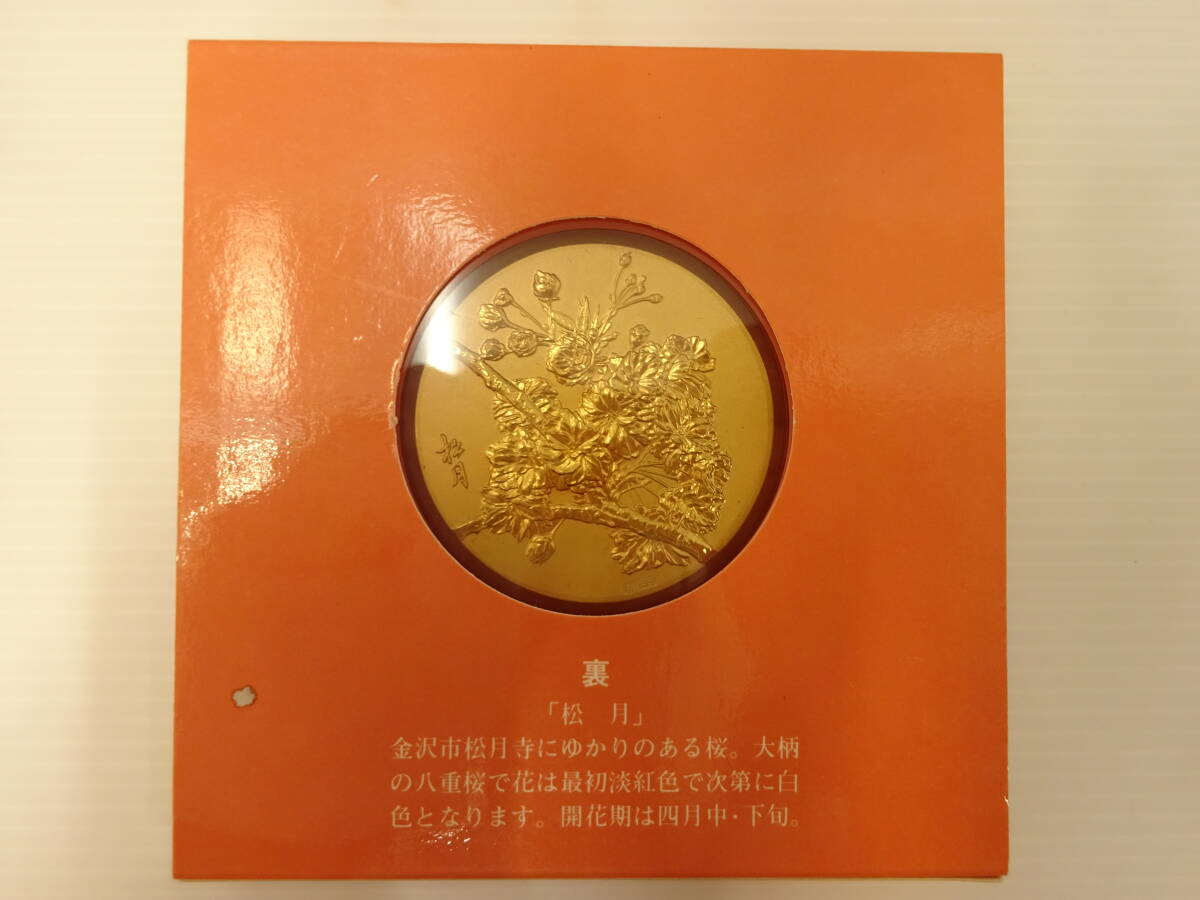 松月
裏
「松　月」
金沢市松月寺にゆかりのある桜。大柄
の八重桜で花は最初淡紅色で次第に白
色となります。開花期は四月中・下旬。